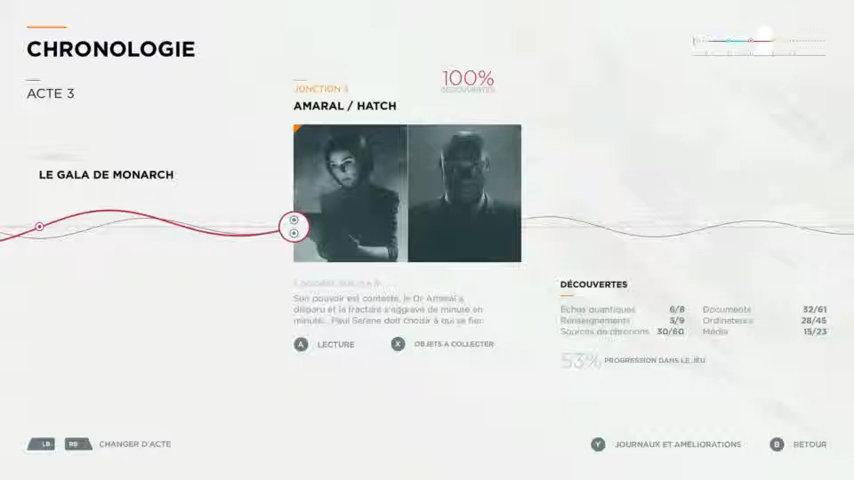 CHRONOLOGIE
ACTE 3
LE GALA DE MONARCH
JONCTION 3
AMARAL / HATCH
100%
DÉCOUVERTES
Son pouvoir est contesté, le Dr Amaral a
disparu et la fracture s'aggrave de minute en
minute... Paul Serene doit choisir à qui se fier.
A LECTURE
X OBJETS À COLLECTER
DÉCOUVERTES
Échos quantiques 6/8
Renseignements 3/9
Sources de chronons 30/60
Documents 32/61
Ordinateurs 28/45
Média 15/23
53% PROGRESSION DANS LE JEU
LB RB CHANGER D'ACTE
Y JOURNAUX ET AMÉLIORATIONS
B RETOUR